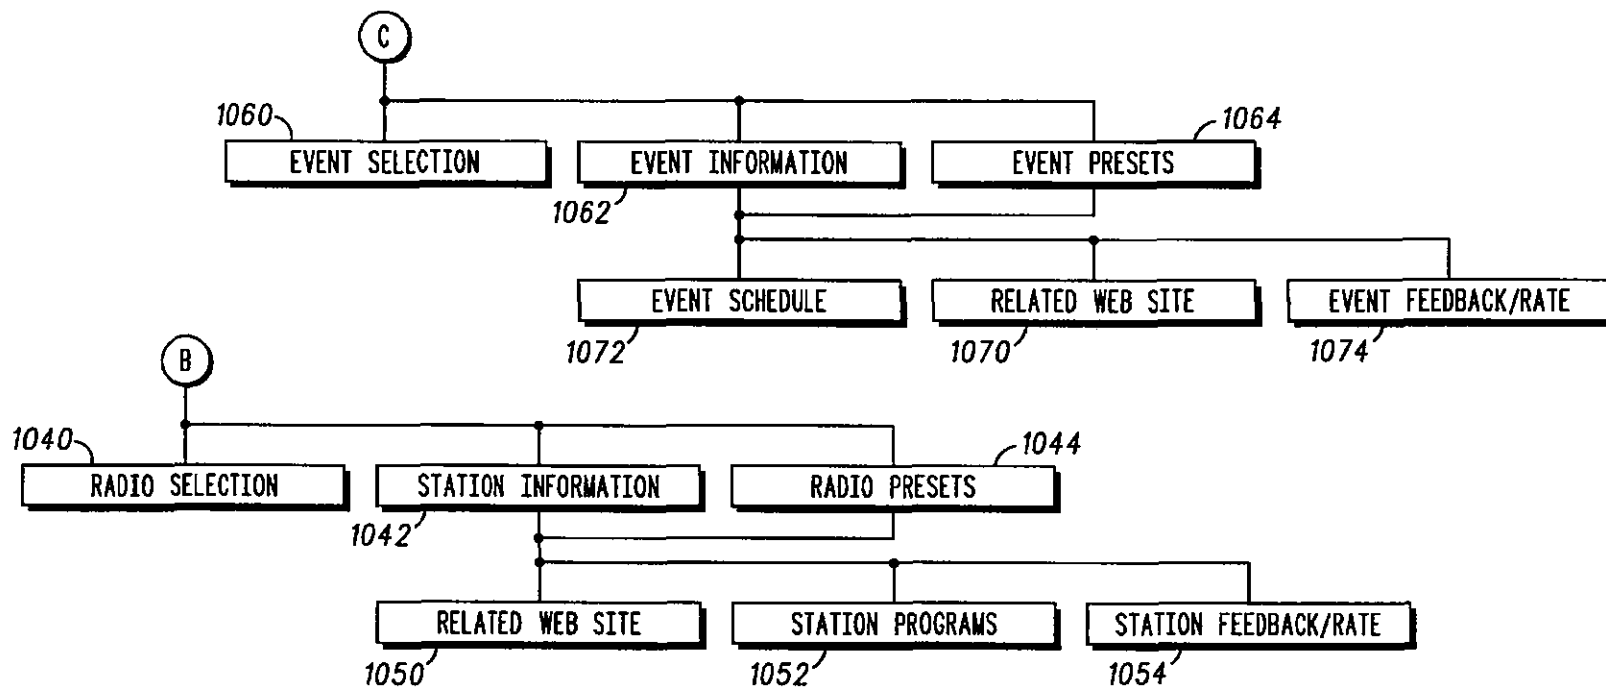 C
1060
1064
EVENT SELECTION
EVENT INFORMATION
EVENT PRESETS
1062
EVENT SCHEDULE
RELATED WEB SITE
EVENT FEEDBACK/RATE
1072
1070
1074
B
1040
1044
RADIO SELECTION
STATION INFORMATION
RADIO PRESETS
1042
RELATED WEB SITE
STATION PROGRAMS
STATION FEEDBACK/RATE
1050
1052
1054